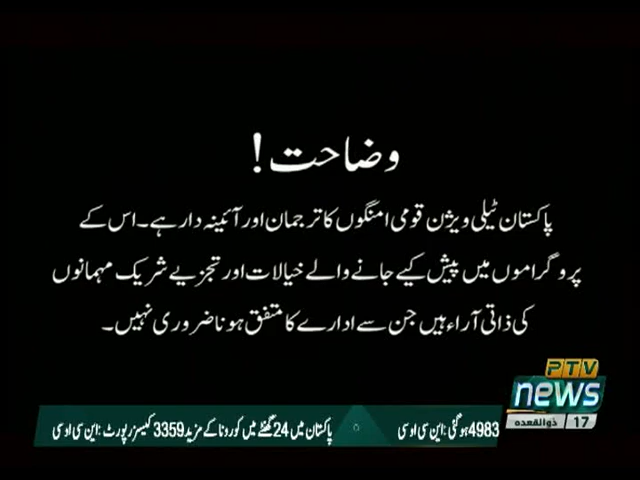 وضاحت!
پاکستان ٹیلی ویژن قومی امنگوں کا ترجمان اور آئینہ دار ہے۔ اس کے
پروگراموں میں پیش کیے جانے والے خیالات اور تجزیے شریک مہمانوں
کی ذاتی آراء ہیں جن سے ادارے کا متفق ہونا ضروری نہیں۔
PTV
news
17 ذوالقعدہ
4983 ہوگئی: این سی او سی
پاکستان میں 24 گھنٹے میں کورونا کے مزید 3359 کیسز رپورٹ: این سی او سی